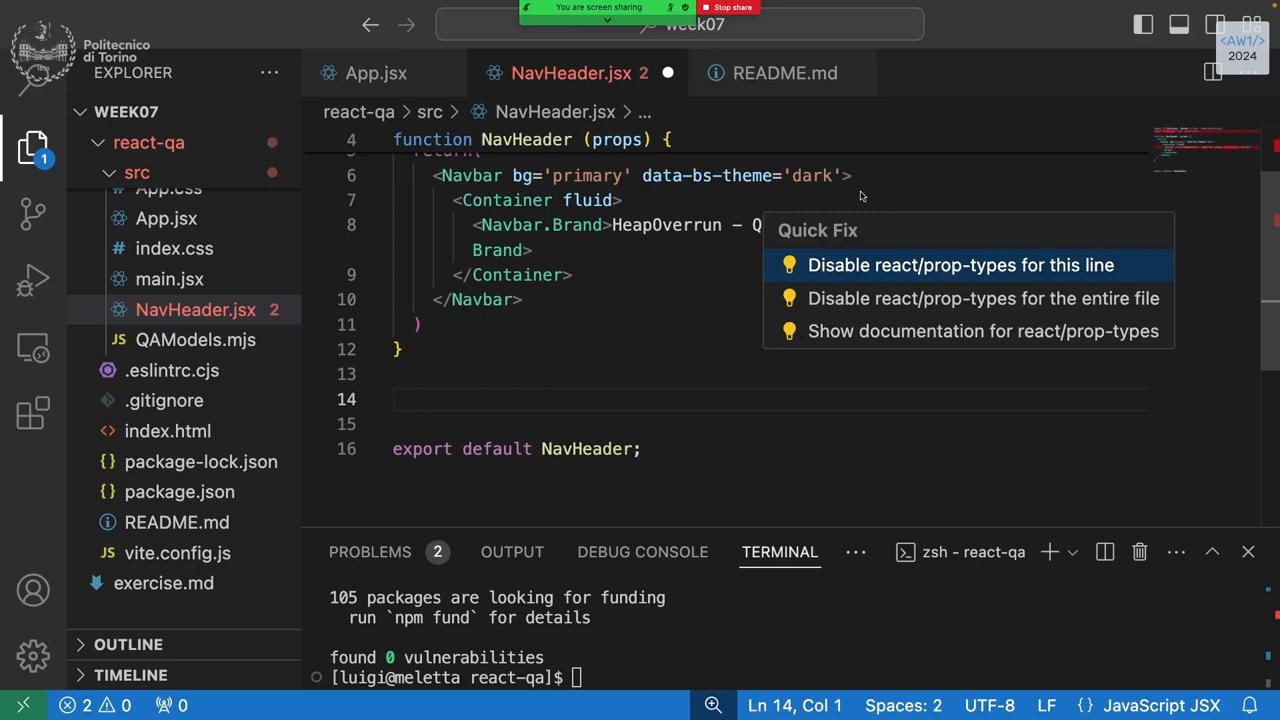 You are screen sharing
Stop share
week07
Politecnico
di Torino
<AW1/>
2024
EXPLORER
App.jsx
NavHeader.jsx 2
README.md
WEEK07
react-qa
src
App.css
App.jsx
index.css
main.jsx
NavHeader.jsx 2
QAModels.mjs
.eslintrc.cjs
.gitignore
index.html
package-lock.json
package.json
README.md
vite.config.js
exercise.md
OUTLINE
TIMELINE
1
react-qa > src > NavHeader.jsx > ...
4 function NavHeader (props) {
5 return(
6 <Navbar bg='primary' data-bs-theme='dark'>
7 <Container fluid>
8 <Navbar.Brand>HeapOverrun - Q
Brand>
9 </Container>
10 </Navbar>
11 )
12 }
13
14
15
16 export default NavHeader;
Quick Fix
Disable react/prop-types for this line
Disable react/prop-types for the entire file
Show documentation for react/prop-types
PROBLEMS 2 OUTPUT DEBUG CONSOLE TERMINAL ... zsh - react-qa
105 packages are looking for funding
run `npm fund` for details
found 0 vulnerabilities
[luigi@meletta react-qa]$
2 0 0 Ln 14, Col 1 Spaces: 2 UTF-8 LF {} JavaScript JSX